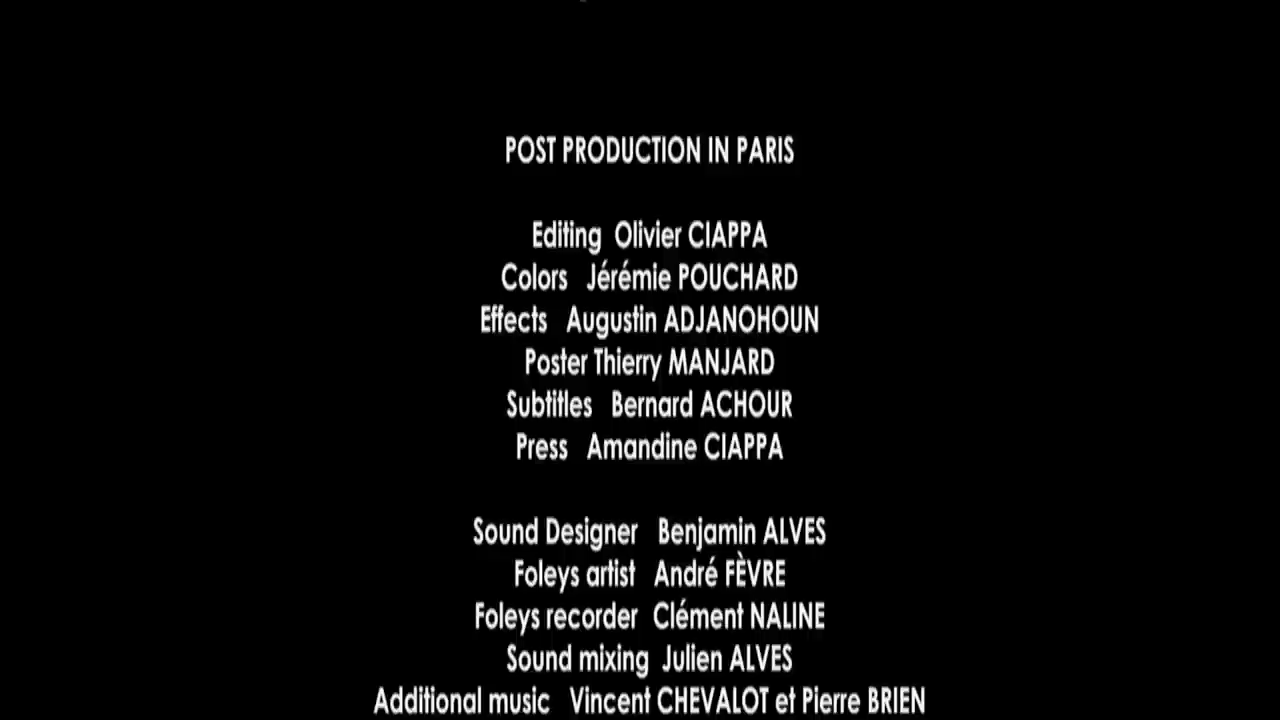 POST PRODUCTION IN PARIS
Editing Olivier CIAPPA
Colors Jérémie POUCHARD
Effects Augustin ADJANOHOUN
Poster Thierry MANJARD
Subtitles Bernard ACHOUR
Press Amandine CIAPPA
Sound Designer Benjamin ALVES
Foleys artist André FÈVRE
Foleys recorder Clément NALINE
Sound mixing Julien ALVES
Additional music Vincent CHEVALOT et Pierre BRIEN